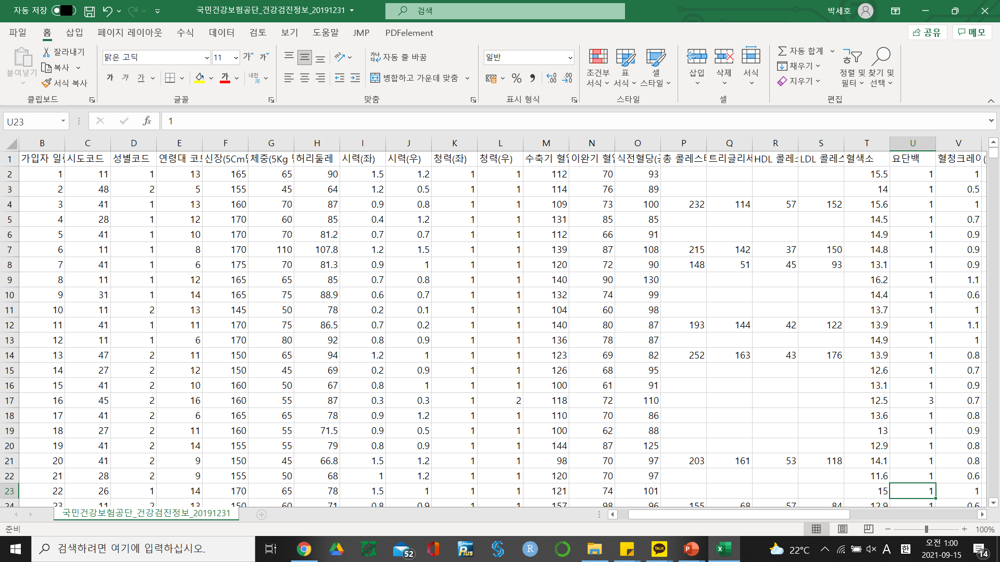 자동 저장
국민건강보험공단_건강검진정보_20191231
검색
박세호
파일 홈 삽입 페이지 레이아웃 수식 데이터 검토 보기 도움말 JMP PDFelement
공유 메모
붙여넣기
잘라내기
복사
서식 복사
클립보드
맑은 고딕 11
글꼴
자동 줄 바꿈
병합하고 가운데 맞춤
맞춤
일반
표시 형식
조건부 서식
표 서식
셀 스타일
스타일
삽입 삭제 서식
셀
자동 합계
채우기
지우기
정렬 및 필터
찾기 및 선택
편집
U23 fx 1
B C D E F G H I J K L M N O P Q R S T U V
1 가입자 일 시도코드 성별코드 연령대 코 신장(5Cm 체중(5Kg 허리둘레 시력(좌) 시력(우) 청력(좌) 청력(우) 수축기 혈 이완기 혈 식전혈당( 총 콜레스 트리글리 HDL 콜레 LDL 콜레 혈색소 요단백 혈청크레이 (
2 1 11 1 13 165 65 90 1.5 1.2 1 1 112 70 93 15.5 1 1
3 2 48 2 5 155 45 64 1.2 0.5 1 1 114 76 89 14 1 0.5
4 3 41 1 13 160 70 87 0.9 0.8 1 1 109 73 100 232 114 57 152 15.6 1 1
5 4 28 1 12 170 60 85 0.4 1.2 1 1 131 85 85 14.5 1 0.7
6 5 41 1 10 170 70 81.2 0.7 0.7 1 1 112 66 91 14.9 1 0.9
7 6 11 1 8 170 110 107.8 1.2 1.5 1 1 139 87 108 215 142 37 150 14.8 1 0.9
8 7 41 1 6 175 70 81.3 0.9 1 1 1 120 72 90 148 51 45 93 13.1 1 0.9
9 8 11 1 12 165 65 85 0.7 0.8 1 1 140 90 130 16.2 1 1.1
10 9 31 1 14 165 75 88.9 0.6 0.7 1 1 132 74 99 14.4 1 0.6
11 10 11 2 13 145 50 78 0.2 0.1 1 1 104 60 98 13.7 1 1
12 11 41 1 11 170 75 86.5 0.7 0.2 1 1 140 80 87 193 144 42 122 13.9 1 1.1
13 12 11 1 6 170 80 92 0.8 0.9 1 1 136 78 87 14.9 1 1
14 13 47 2 11 150 65 94 1.2 1 1 1 123 69 82 252 163 43 176 13.9 1 0.8
15 14 27 2 12 150 45 69 0.2 0.9 1 1 126 68 95 12.6 1 0.7
16 15 41 2 10 160 50 67 0.8 1 1 1 100 61 91 13.1 1 0.9
17 16 45 2 16 160 55 87 0.3 0.3 1 2 118 72 110 12.5 3 0.7
18 17 41 2 6 165 65 78 0.9 1.2 1 1 110 70 86 13.6 1 0.8
19 18 27 2 11 160 55 71.5 0.9 0.5 1 1 100 62 88 13 1 0.9
20 19 41 2 14 155 55 79 0.8 0.9 1 1 144 87 125 12.9 1 0.8
21 20 41 2 9 150 45 66.8 1.5 1.2 1 1 98 70 97 203 161 53 118 14.1 1 0.8
22 21 28 2 9 155 50 68 1 1.2 1 1 120 70 97 11.6 1 0.6
23 22 26 1 14 170 65 78 1.5 1 1 1 121 74 101 15 1 1
24 23 11 2 13 150 60 71 0.8 0.9 1 1 157 98 96 155 68 57 84 12.9 1 0.6
국민건강보험공단_건강검진정보_20191231
준비 100%
검색하려면 여기에 입력하십시오.
52
22°C
A 한
오전 1:00
2021-09-15
14